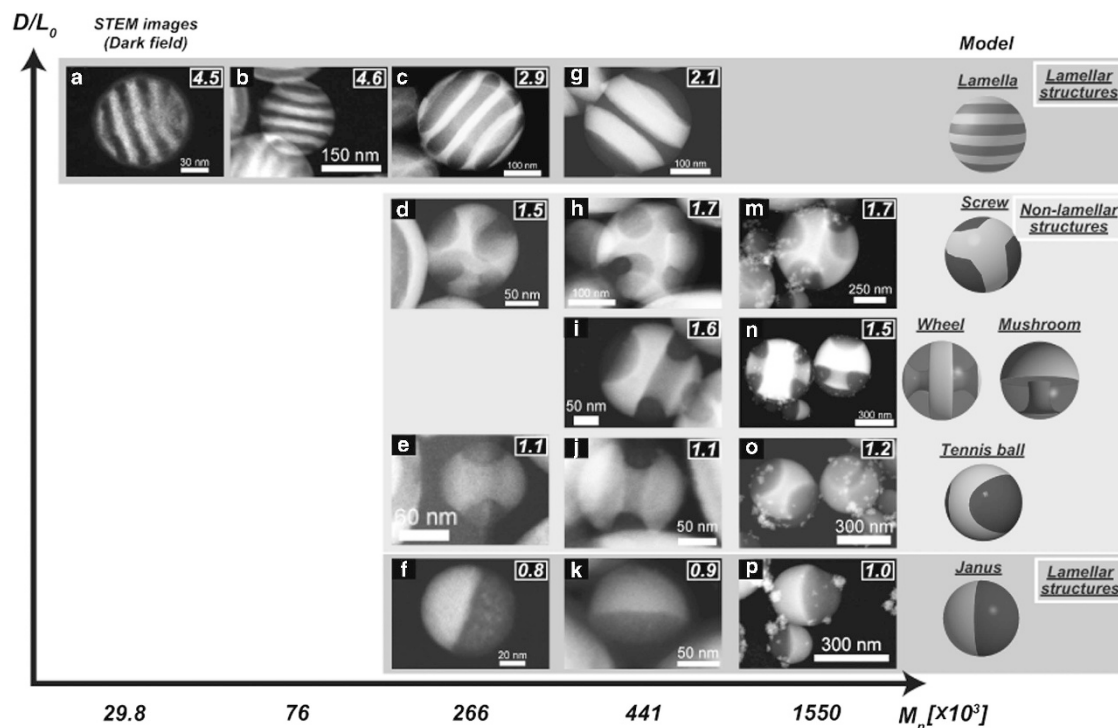 D/L₀
STEM images
(Dark field)
Model
a
4.5
30 nm
b
4.6
150 nm
c
2.9
100 nm
g
2.1
100 nm
Lamella
Lamellar
structures
d
1.5
50 nm
h
1.7
100 nm
m
1.7
250 nm
Screw
Non-lamellar
structures
i
1.6
50 nm
n
1.5
300 nm
Wheel
Mushroom
e
1.1
60 nm
j
1.1
50 nm
o
1.2
300 nm
Tennis ball
f
0.8
20 nm
k
0.9
50 nm
p
1.0
300 nm
Janus
Lamellar
structures
29.8
76
266
441
1550
Mₙ[X10³]